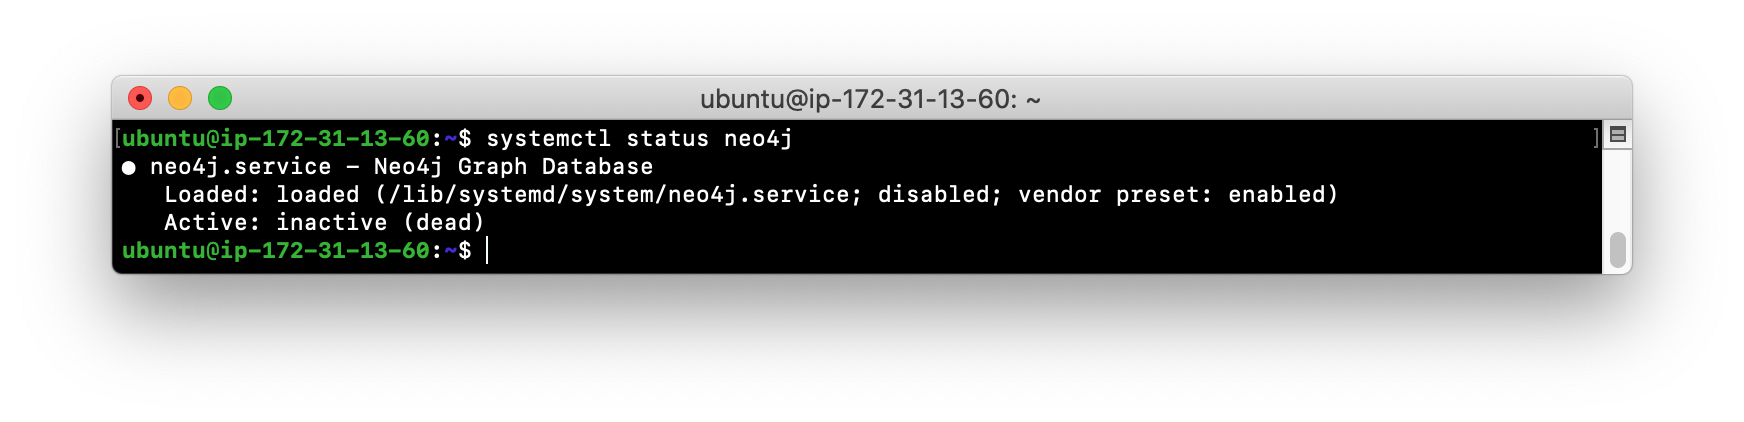 ubuntu@ip-172-31-13-60: ~
[ubuntu@ip-172-31-13-60:~$ systemctl status neo4j ]
● neo4j.service - Neo4j Graph Database
   Loaded: loaded (/lib/systemd/system/neo4j.service; disabled; vendor preset: enabled)
   Active: inactive (dead)
ubuntu@ip-172-31-13-60:~$